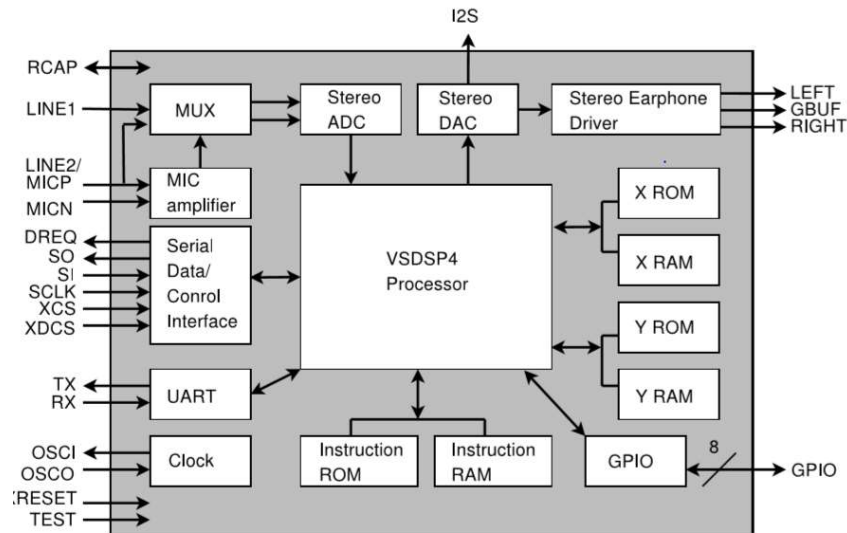 I2S
RCAP
LINE1
MUX
Stereo
ADC
Stereo
DAC
Stereo Earphone
Driver
LEFT
GBUF
RIGHT
LINE2/
MICP
MICN
MIC
amplifier
DREQ
SO
SI
SCLK
XCS
XDCS
Serial
Data/
Conrol
Interface
VSDSP4
Processor
X ROM
X RAM
Y ROM
Y RAM
TX
RX
UART
OSCI
OSCO
Clock
Instruction
ROM
Instruction
RAM
GPIO
8
GPIO
XRESET
TEST